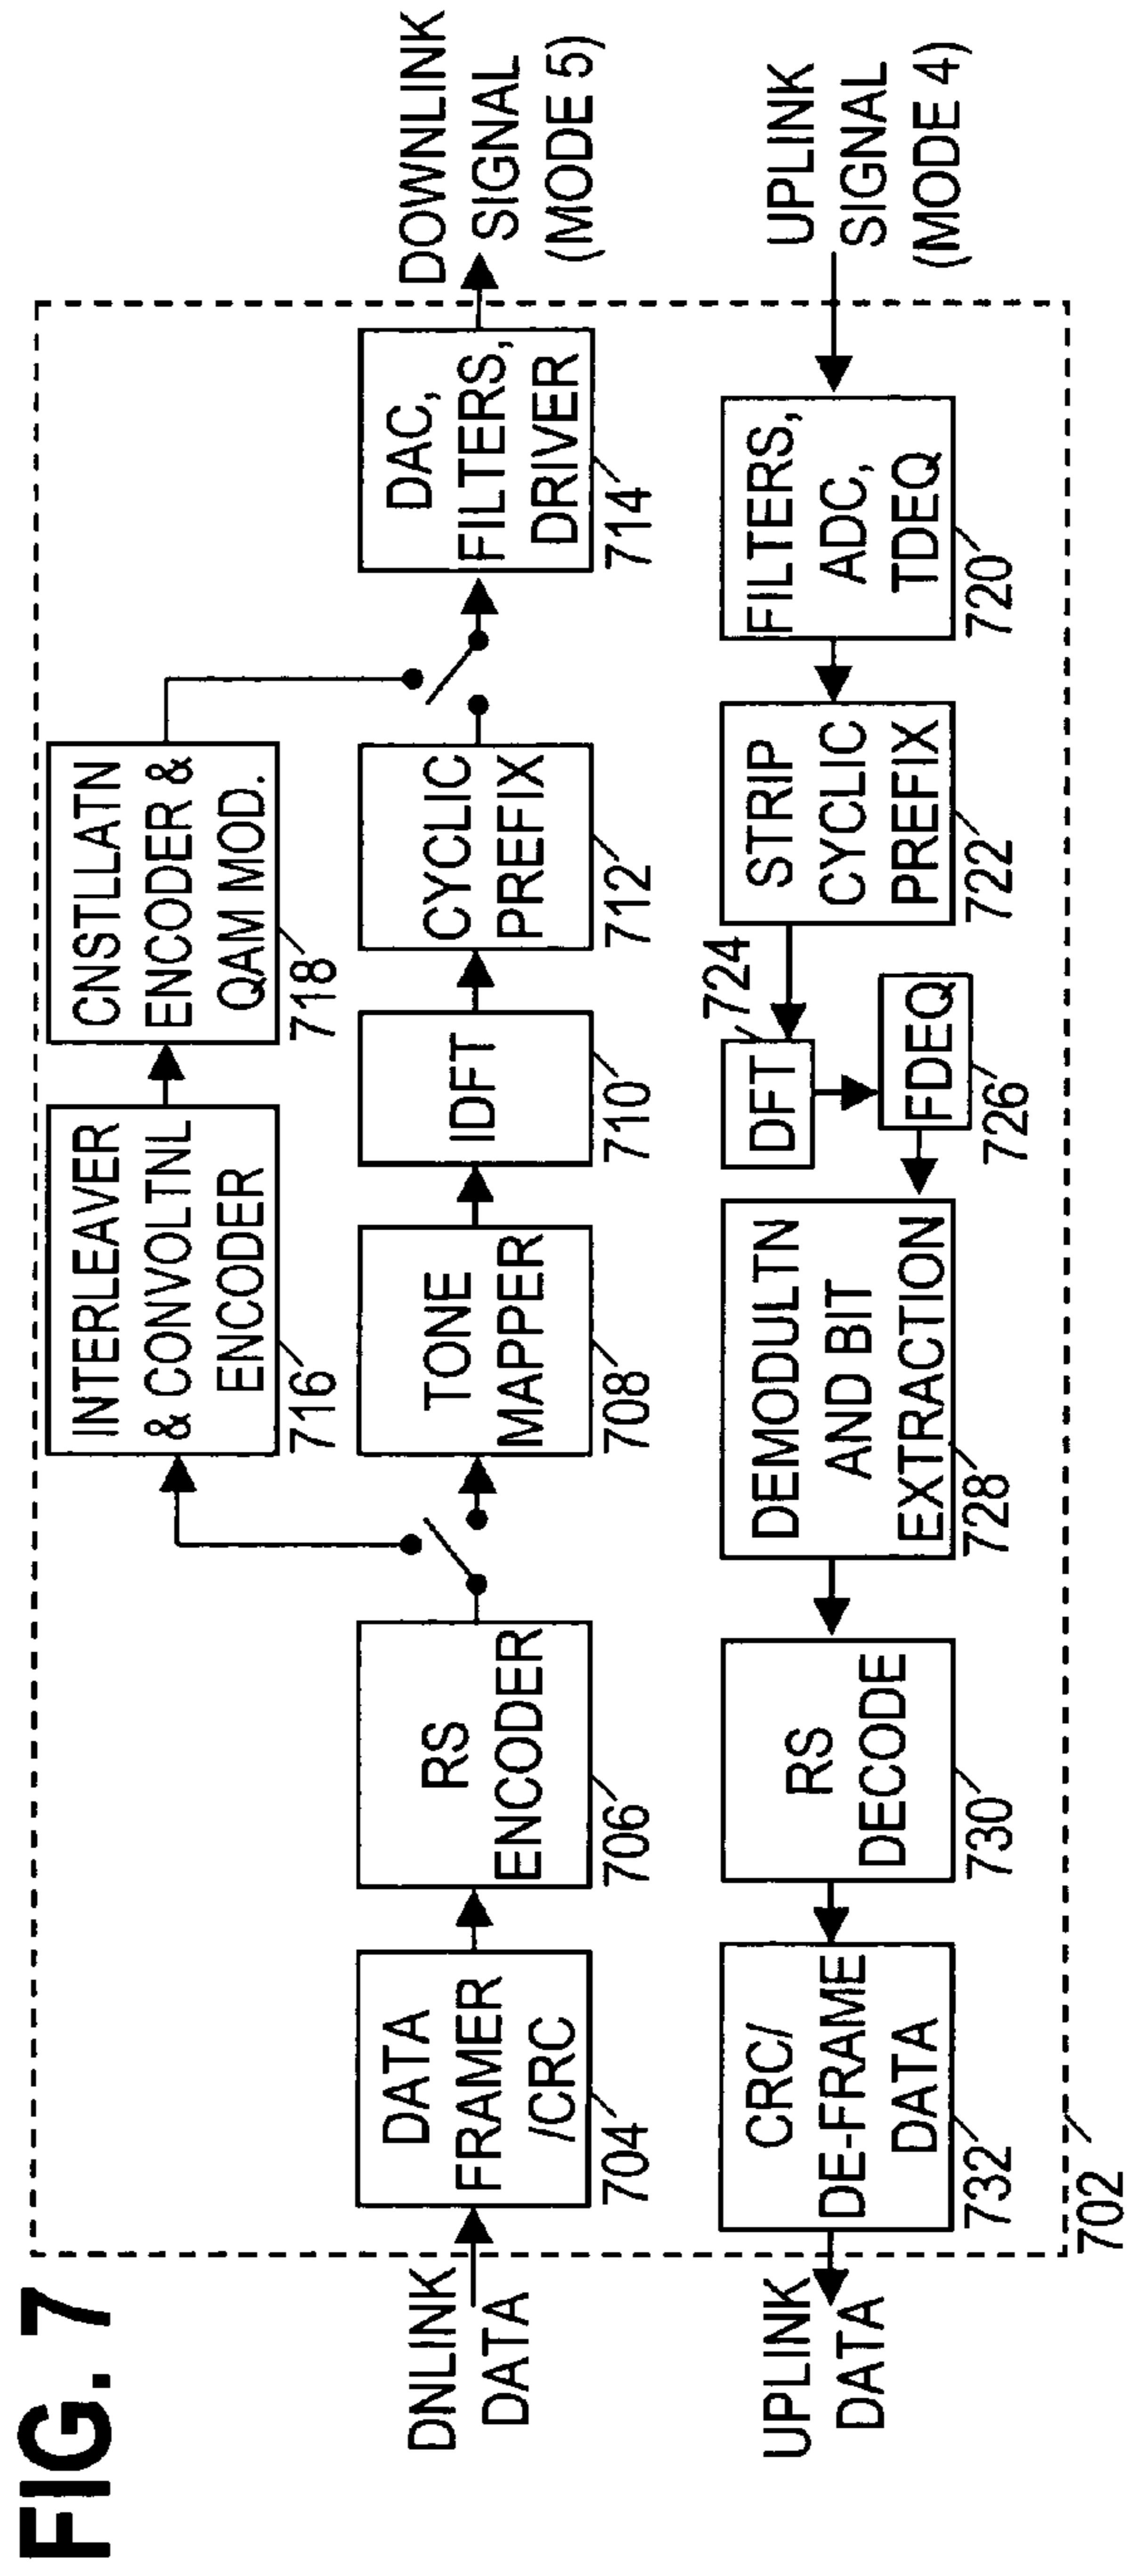 FIG. 7
DNLINK
DATA
DATA
FRAMER
/CRC
704
RS
ENCODER
706
INTERLEAVER
& CONVOLTNL
ENCODER
716
CNSTLLATN
ENCODER &
QAM MOD.
718
TONE
MAPPER
708
IDFT
710
CYCLIC
PREFIX
712
DAC,
FILTERS,
DRIVER
714
DOWNLINK
SIGNAL
(MODE 5)
UPLINK
SIGNAL
(MODE 4)
FILTERS,
ADC,
TDEQ
720
STRIP
CYCLIC
PREFIX
722
724
DFT
FDEQ
726
DEMODULTN
AND BIT
EXTRACTION
728
RS
DECODE
730
CRC/
DE-FRAME
DATA
732
UPLINK
DATA
702